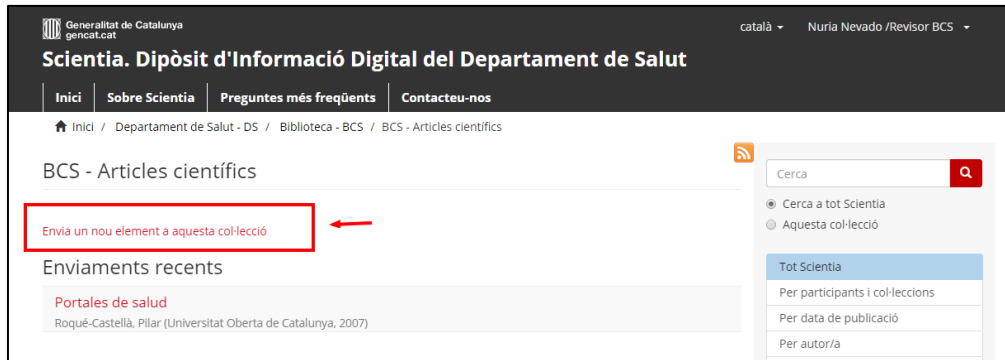 Generalitat de Catalunya
gencat.cat
català
Nuria Nevado /Revisor BCS
Scientia. Dipòsit d'Informació Digital del Departament de Salut
Inici
Sobre Scientia
Preguntes més freqüents
Contacteu-nos
Inici / Departament de Salut - DS / Biblioteca - BCS / BCS - Articles científics
BCS - Articles científics
Envia un nou element a aquesta col·lecció
Enviaments recents
Portales de salud
Roqué-Castellà, Pilar (Universitat Oberta de Catalunya, 2007)
Cerca
Cerca a tot Scientia
Aquesta col·lecció
Tot Scientia
Per participants i col·leccions
Per data de publicació
Per autor/a